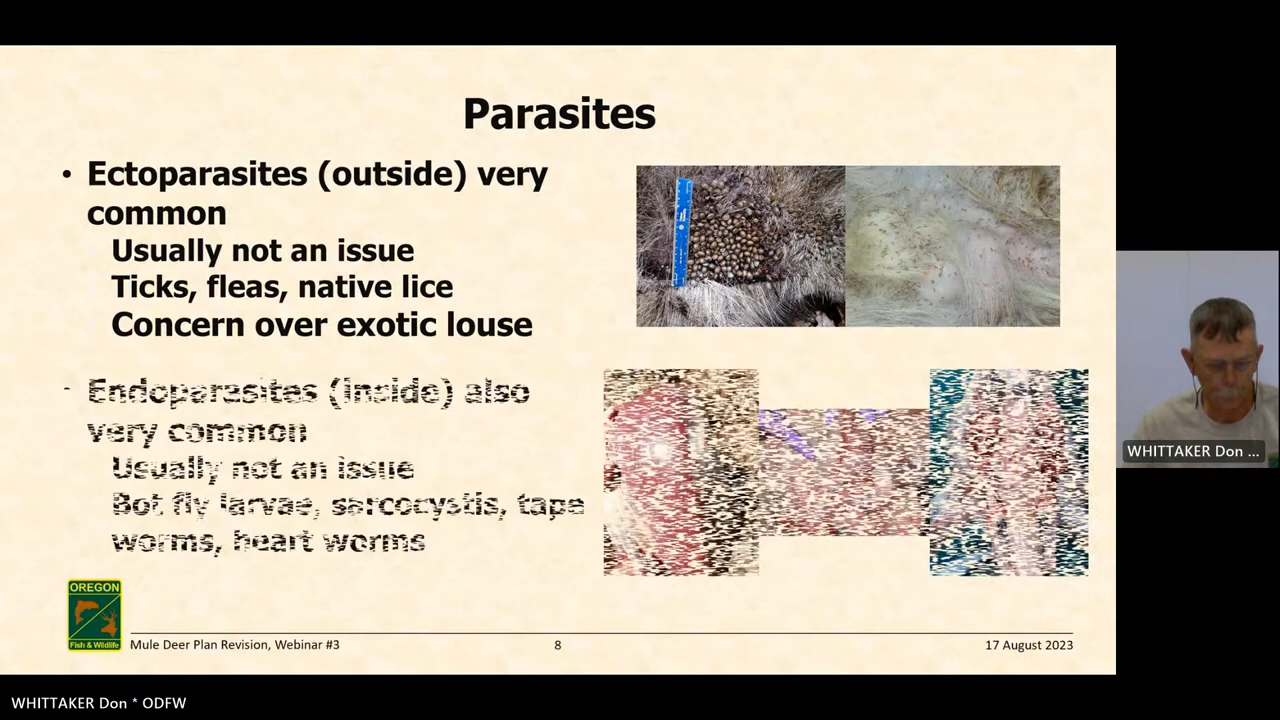 Parasites
• Ectoparasites (outside) very
common
Usually not an issue
Ticks, fleas, native lice
Concern over exotic louse
Endoparasites (inside) also
very common
Usually not an issue
Bot fly larvae, sarcocystis, tape
worms, heart worms
OREGON
Fish & Wildlife
Mule Deer Plan Revision, Webinar #3
8
17 August 2023
WHITTAKER Don ...
WHITTAKER Don * ODFW